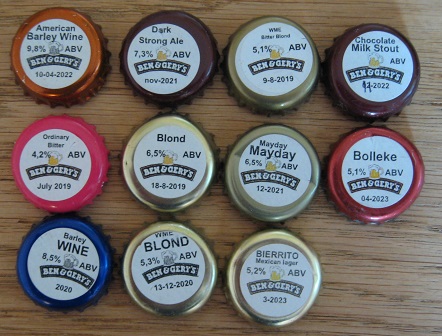 American
Barley Wine
9,8% ABV
BEN & GERY'S
10-04-2022
Dark
Strong Ale
7,3% ABV
BEN & GERY'S
nov-2021
WME
Bitter Blond
5,1% ABV
BEN & GERY'S
9-8-2019
Chocolate
Milk Stout
ABV
BEN & GERY'S
-2022
Ordinary
Bitter
4,2% ABV
BEN & GERY'S
July 2019
Blond
6,5% ABV
BEN & GERY'S
18-8-2019
Mayday
Mayday
6,5% ABV
BEN & GERY'S
12-2021
Bolleke
5,1% ABV
BEN & GERY'S
04-2023
Barley
WINE
8,5% ABV
BEN & GERY'S
2020
WME
BLOND
5,3% ABV
BEN & GERY'S
13-12-2020
BIERRITO
Mexican lager
5,2% ABV
BEN & GERY'S
3-2023